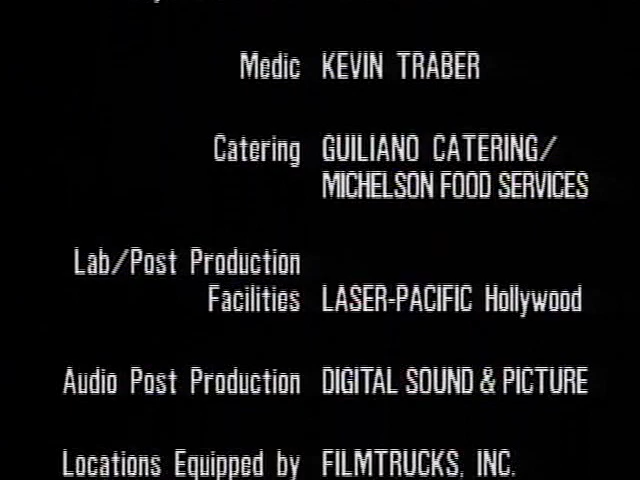 Medic KEVIN TRABER
Catering GUILIANO CATERING/
MICHELSON FOOD SERVICES
Lab/Post Production
Facilities LASER-PACIFIC Hollywood
Audio Post Production DIGITAL SOUND & PICTURE
Locations Equipped by FILMTRUCKS, INC.